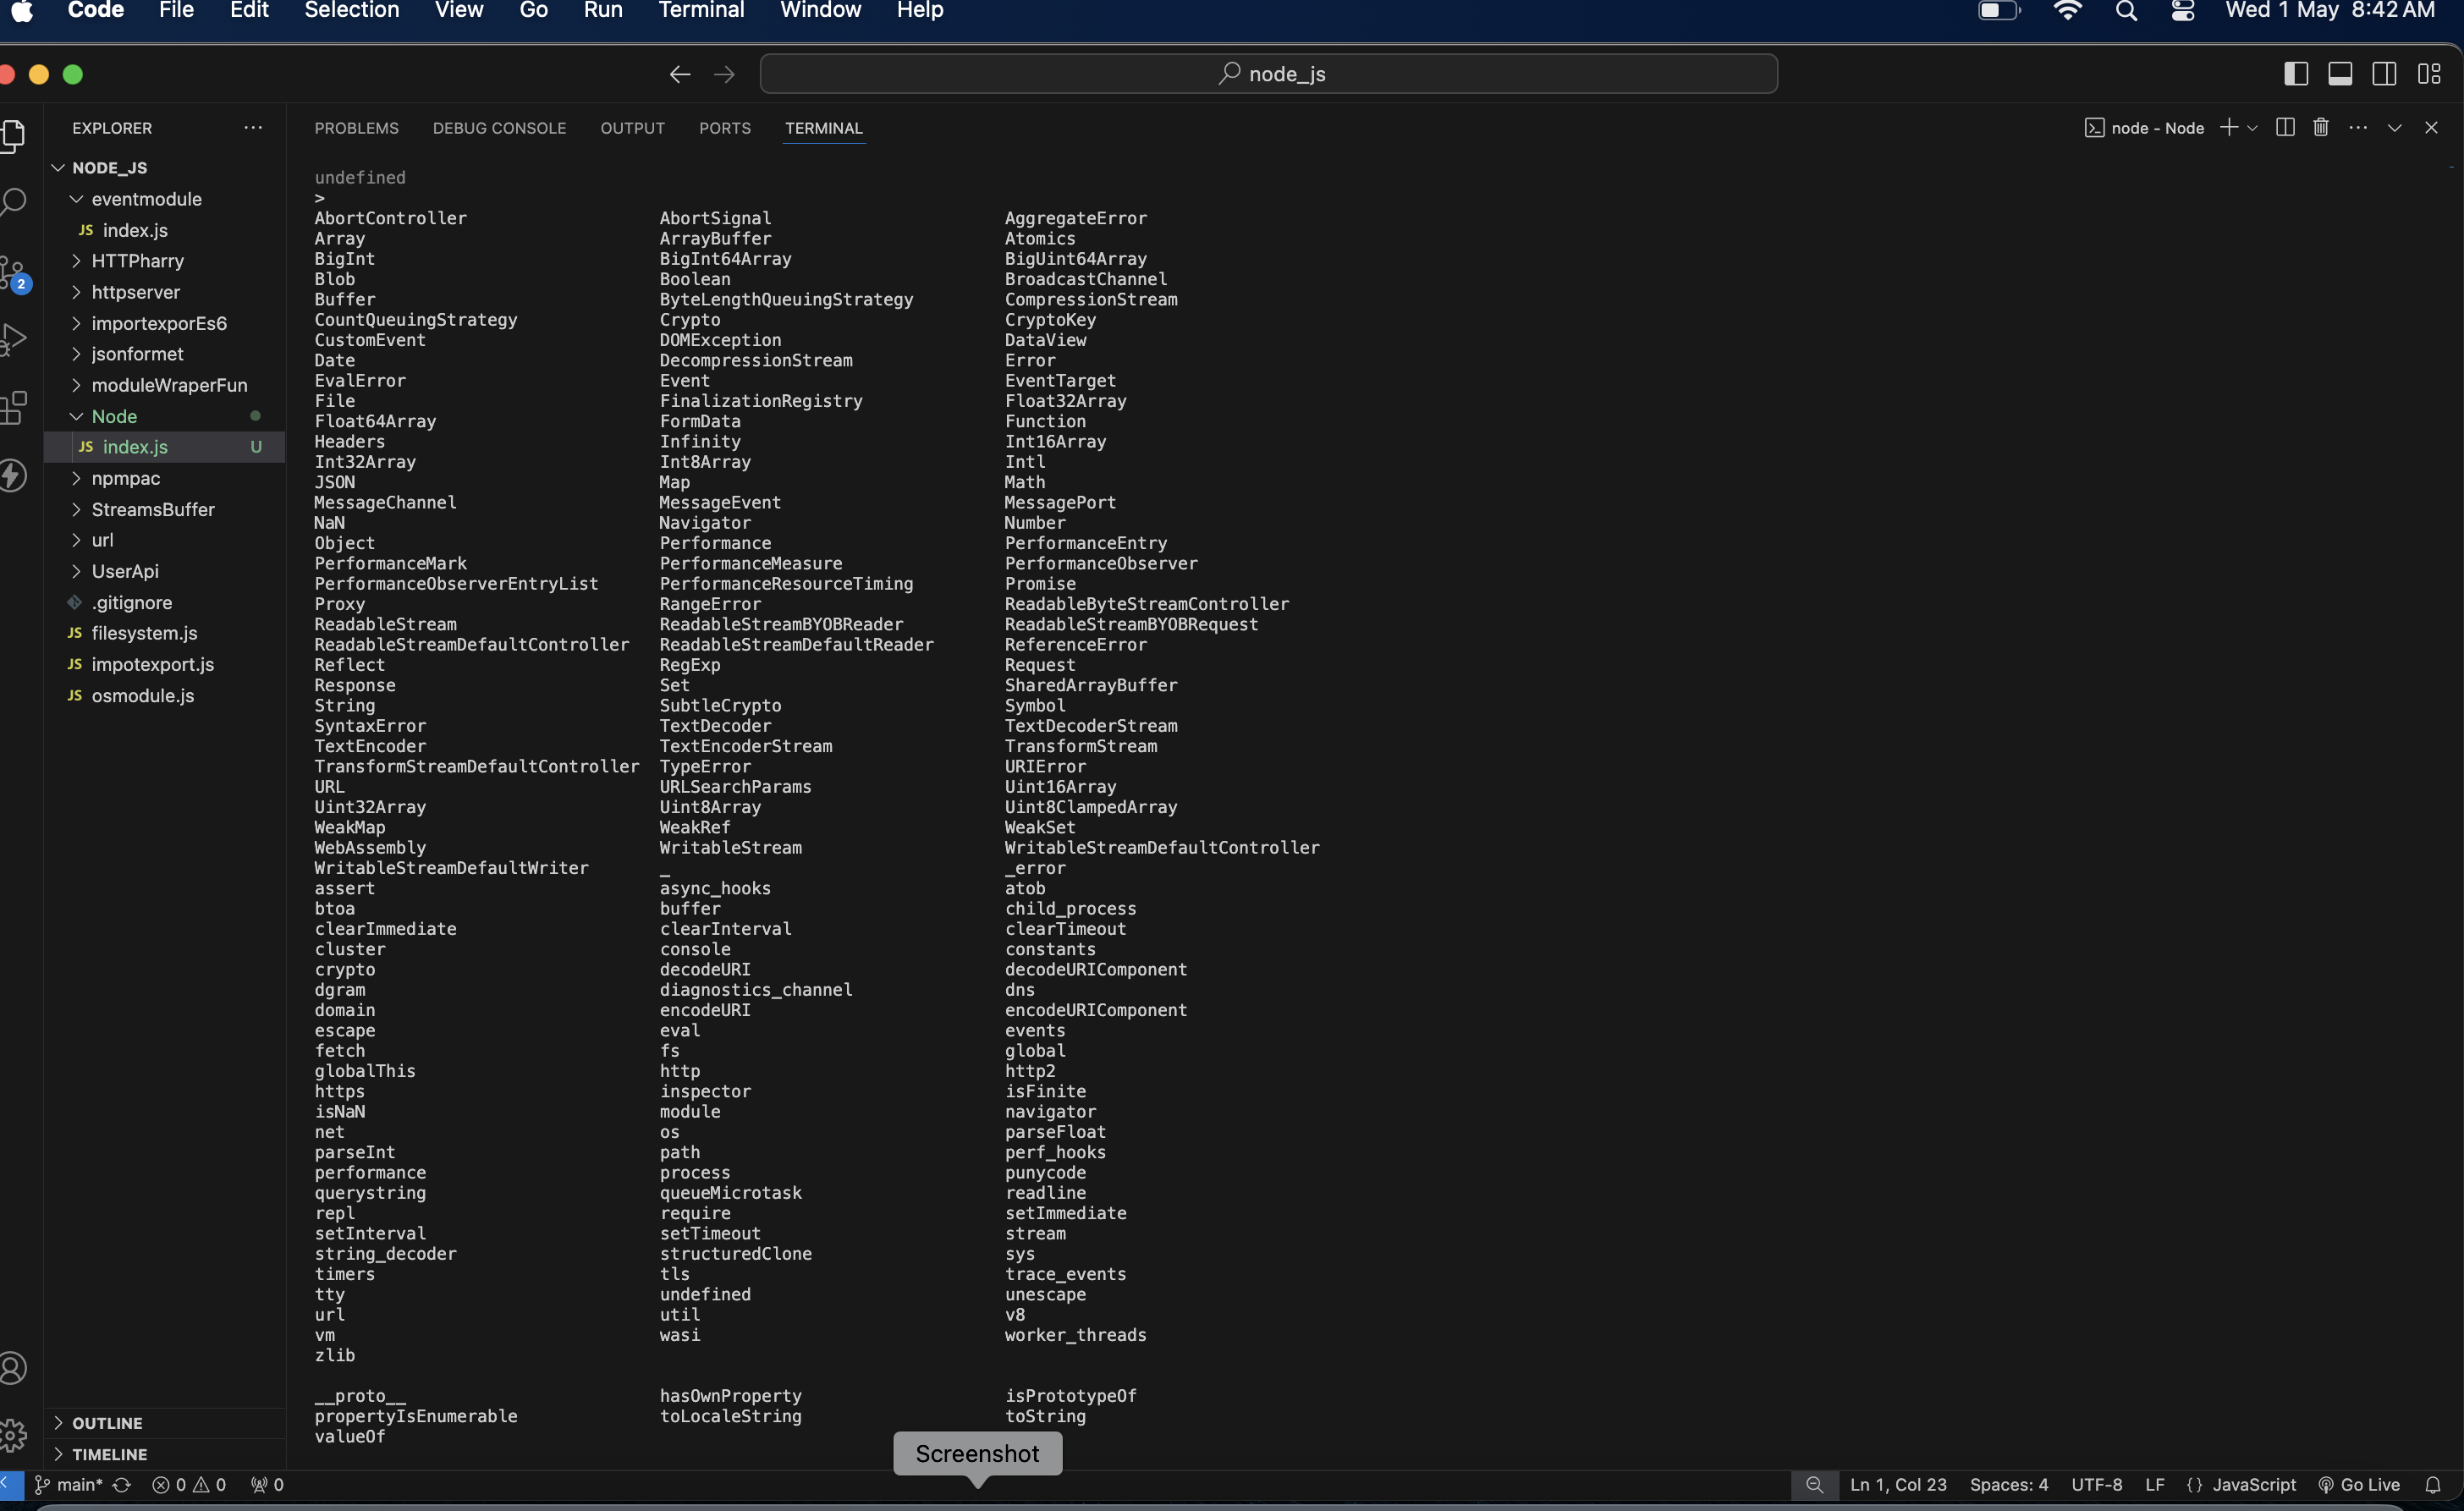 Code File Edit Selection View Go Run Terminal Window Help Wed 1 May 8:42 AM
node_js
EXPLORER ...
NODE_JS
eventmodule
JS index.js
HTTPharry
httpserver
2
importexporEs6
jsonformet
moduleWraperFun
Node
JS index.js U
npmpac
StreamsBuffer
url
UserApi
.gitignore
JS filesystem.js
JS impotexport.js
JS osmodule.js
OUTLINE
TIMELINE
PROBLEMS DEBUG CONSOLE OUTPUT PORTS TERMINAL node - Node
undefined
>
AbortController AbortSignal AggregateError
Array ArrayBuffer Atomics
BigInt BigInt64Array BigUint64Array
Blob Boolean BroadcastChannel
Buffer ByteLengthQueuingStrategy CompressionStream
CountQueuingStrategy Crypto CryptoKey
CustomEvent DOMException DataView
Date DecompressionStream Error
EvalError Event EventTarget
File FinalizationRegistry Float32Array
Float64Array FormData Function
Headers Infinity Int16Array
Int32Array Int8Array Intl
JSON Map Math
MessageChannel MessageEvent MessagePort
NaN Navigator Number
Object Performance PerformanceEntry
PerformanceMark PerformanceMeasure PerformanceObserver
PerformanceObserverEntryList PerformanceResourceTiming Promise
Proxy RangeError ReadableByteStreamController
ReadableStream ReadableStreamBYOBReader ReadableStreamBYOBRequest
ReadableStreamDefaultController ReadableStreamDefaultReader ReferenceError
Reflect RegExp Request
Response Set SharedArrayBuffer
String SubtleCrypto Symbol
SyntaxError TextDecoder TextDecoderStream
TextEncoder TextEncoderStream TransformStream
TransformStreamDefaultController TypeError URIError
URL URLSearchParams Uint16Array
Uint32Array Uint8Array Uint8ClampedArray
WeakMap WeakRef WeakSet
WebAssembly WritableStream WritableStreamDefaultController
WritableStreamDefaultWriter _ _error
assert async_hooks atob
btoa buffer child_process
clearImmediate clearInterval clearTimeout
cluster console constants
crypto decodeURI decodeURIComponent
dgram diagnostics_channel dns
domain encodeURI encodeURIComponent
escape eval events
fetch fs global
globalThis http http2
https inspector isFinite
isNaN module navigator
net os parseFloat
parseInt path perf_hooks
performance process punycode
querystring queueMicrotask readline
repl require setImmediate
setInterval setTimeout stream
string_decoder structuredClone sys
timers tls trace_events
tty undefined unescape
url util v8
vm wasi worker_threads
zlib
__proto__ hasOwnProperty isPrototypeOf
propertyIsEnumerable toLocaleString toString
valueOf
Screenshot
main* 0 0 0 Ln 1, Col 23 Spaces: 4 UTF-8 LF {} JavaScript Go Live